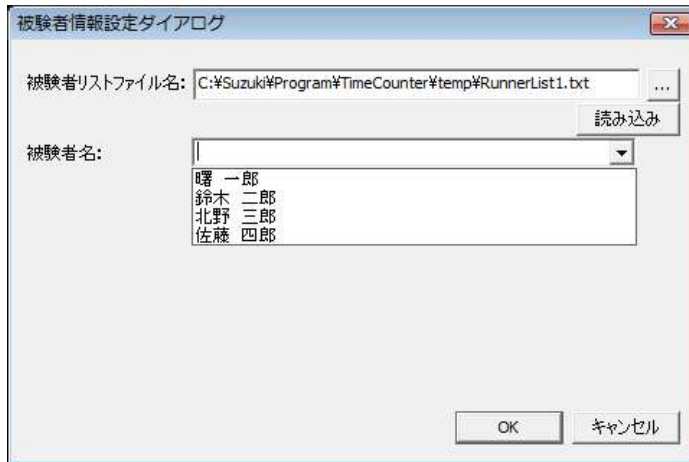 被験者情報設定ダイアログ
被験者リストファイル名: C:¥Suzuki¥Program¥TimeCounter¥temp¥RunnerList1.txt ...
読み込み
被験者名:
曙 一郎
鈴木 二郎
北野 三郎
佐藤 四郎
OK キャンセル